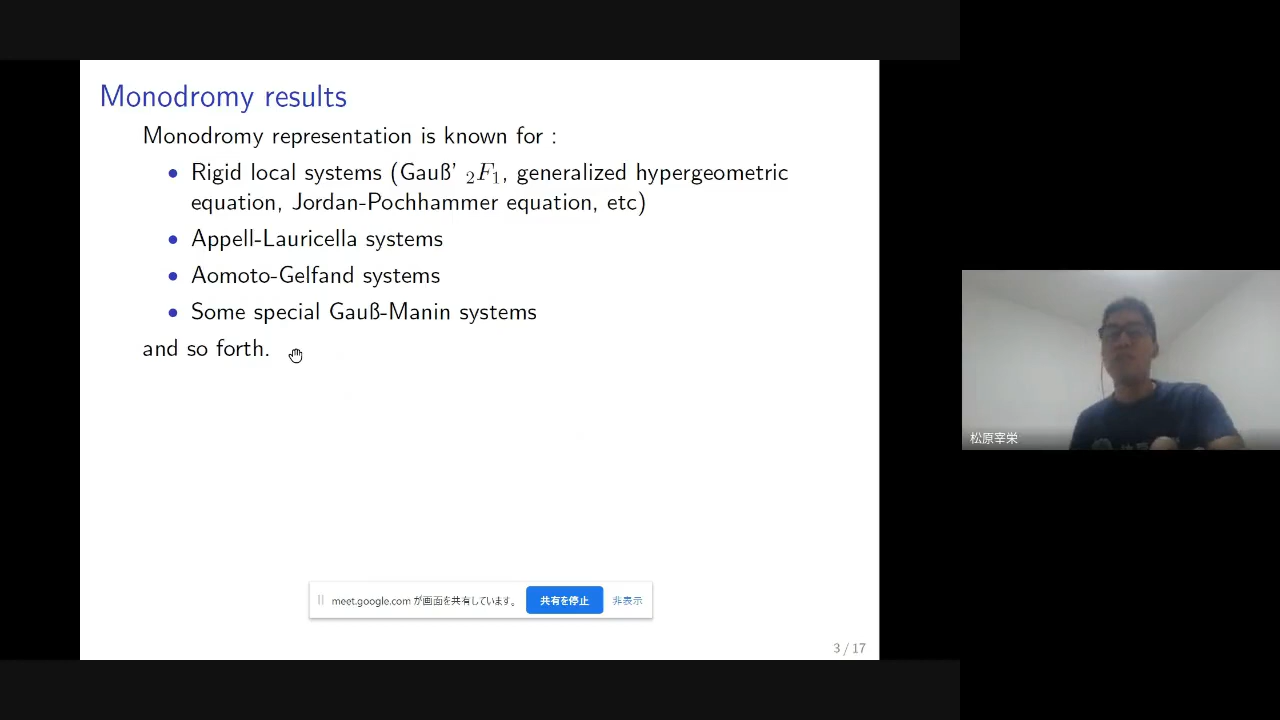 Monodromy results
Monodromy representation is known for :
• Rigid local systems (Gauß' ₂F₁, generalized hypergeometric
equation, Jordan-Pochhammer equation, etc)
• Appell-Lauricella systems
• Aomoto-Gelfand systems
• Some special Gauß-Manin systems
and so forth.
meet.google.com が画面を共有しています。 共有を停止 非表示
3 / 17
松原宰栄